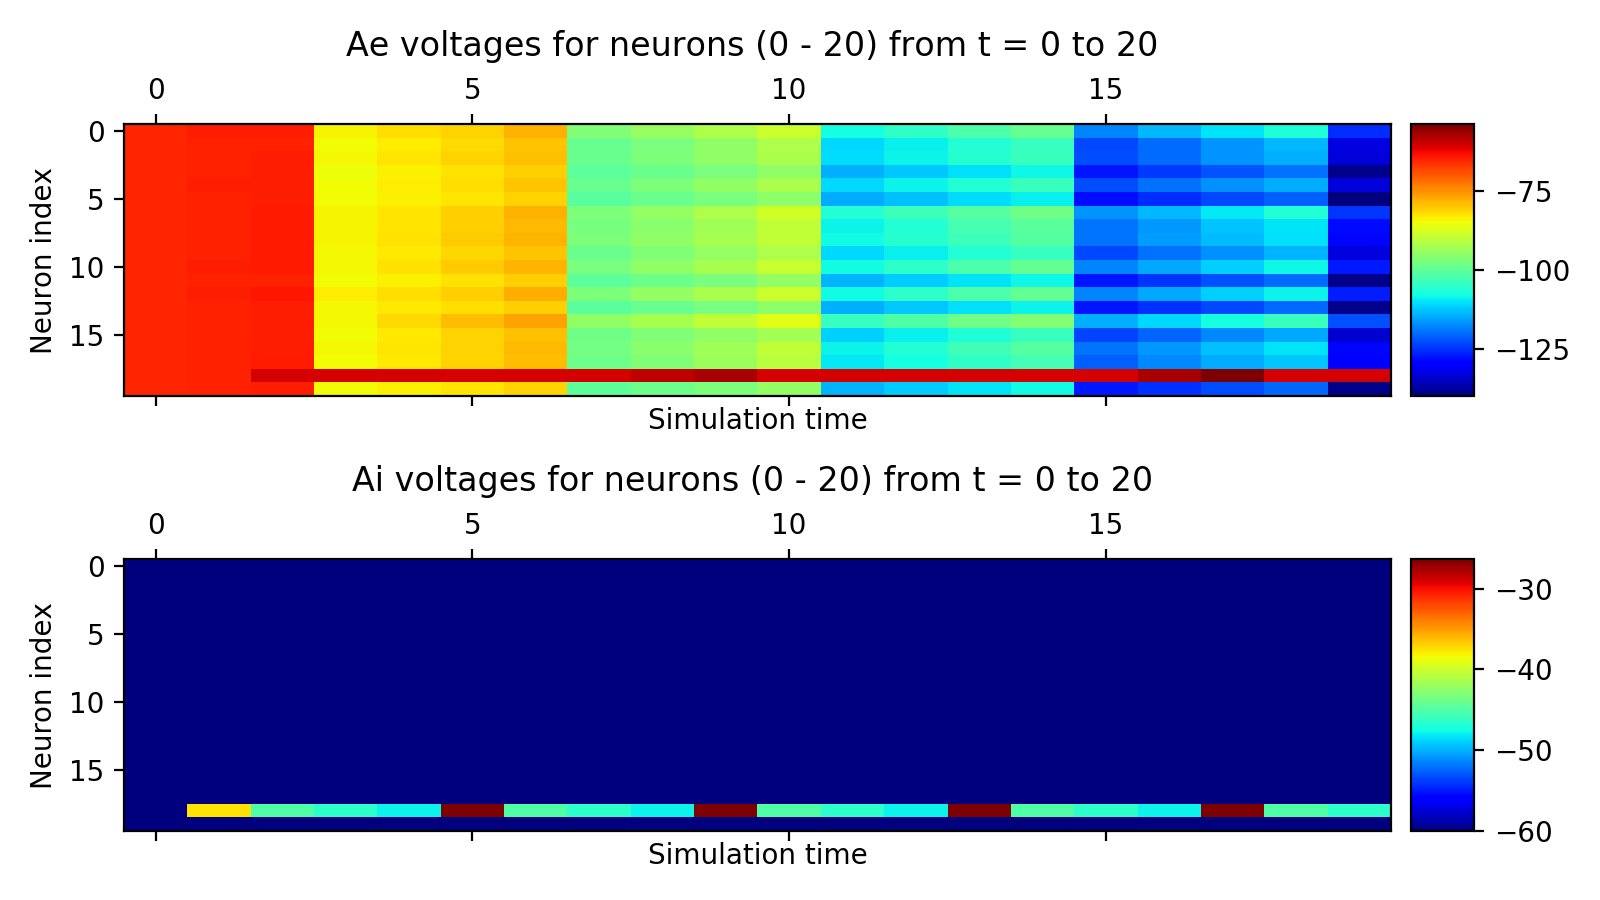 Ae voltages for neurons (0 - 20) from t = 0 to 20
0 5 10 15
Neuron index
0
5
10
15
Simulation time
−75
−100
−125
Ai voltages for neurons (0 - 20) from t = 0 to 20
0 5 10 15
Neuron index
0
5
10
15
Simulation time
−30
−40
−50
−60